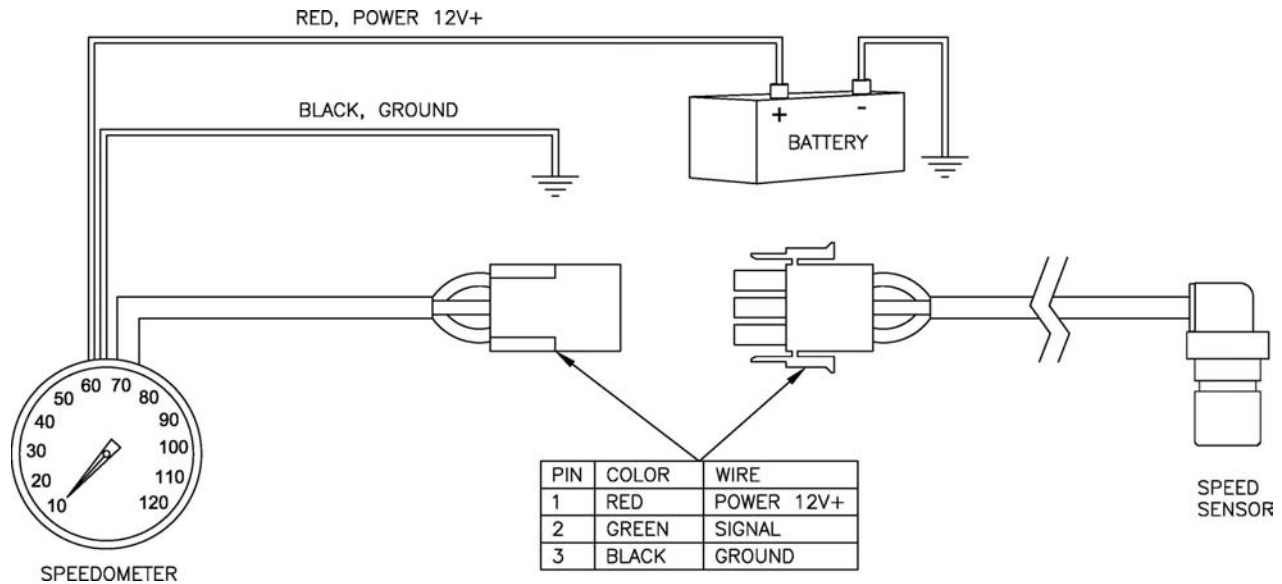 RED, POWER 12V+
BLACK, GROUND
+ -
BATTERY
10 20 30 40 50 60 70 80 90 100 110 120
SPEEDOMETER
PIN COLOR WIRE
1 RED POWER 12V+
2 GREEN SIGNAL
3 BLACK GROUND
SPEED
SENSOR